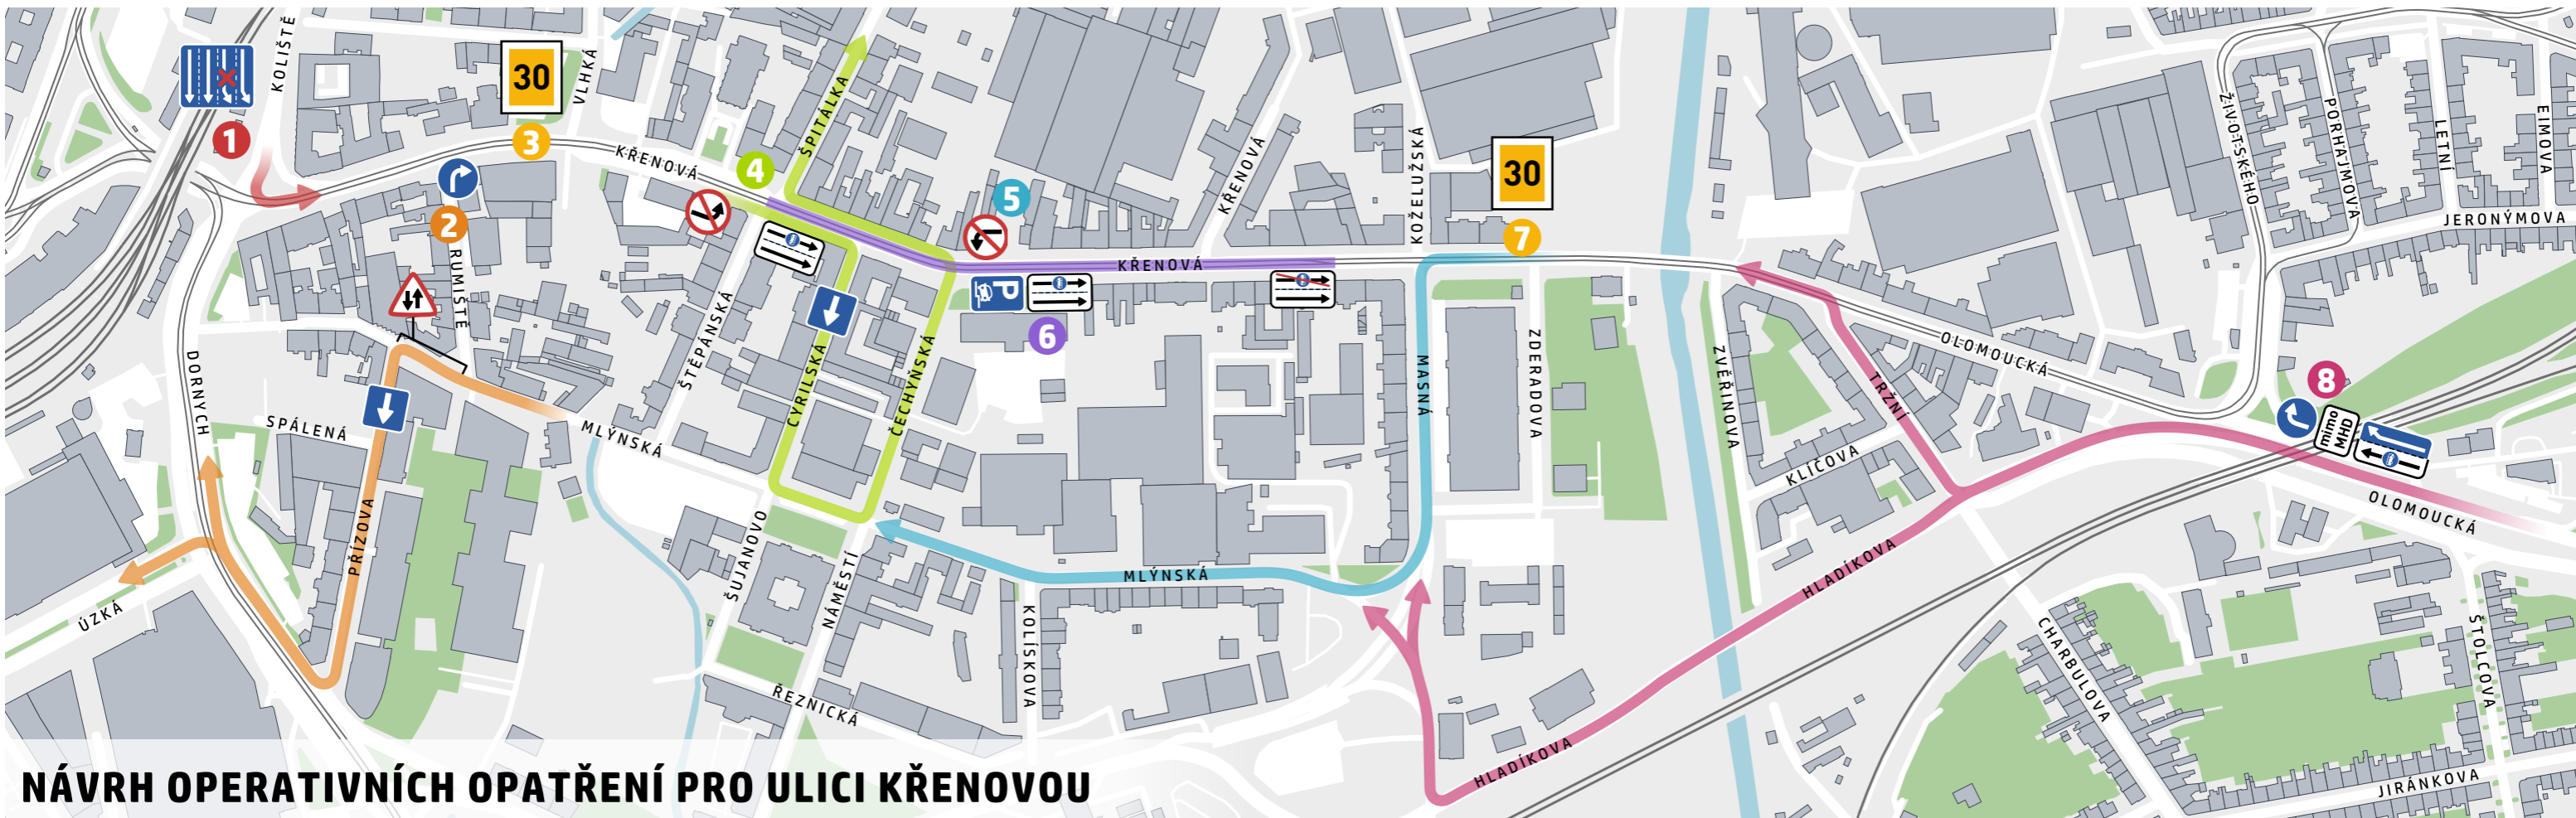 KOLIŠTĚ
1
30
3
VLHKÁ
2
RUMIŠTĚ
KŘENOVÁ
4
ŠPITÁLKA
5
KŘENOVÁ
KŘENOVÁ
P
6
KOŽELUŽSKÁ
30
7
ŽIVOTSKÉHO
PORHAJMOVA
LETNÍ
EIMOVA
JERONÝMOVA
DORNYCH
SPÁLENÁ
PŘÍZOVA
ÚZKÁ
MLÝNSKÁ
ŠTĚPÁNSKÁ
CYRILSKÁ
ČECHYŇSKÁ
ŠUJANOVO
NÁMĚSTÍ
ŘEZNICKÁ
MLÝNSKÁ
KOLÍSKOVA
MASNÁ
ZDERADOVA
ZVĚŘINOVA
KLÍČOVA
TRŽNÍ
OLOMOUCKÁ
8
mimo
MHD
OLOMOUCKÁ
HLADÍKOVA
HLADÍKOVA
CHARBULOVA
ŠTOLCOVA
JIRÁNKOVA
NÁVRH OPERATIVNÍCH OPATŘENÍ PRO ULICI KŘENOVOU